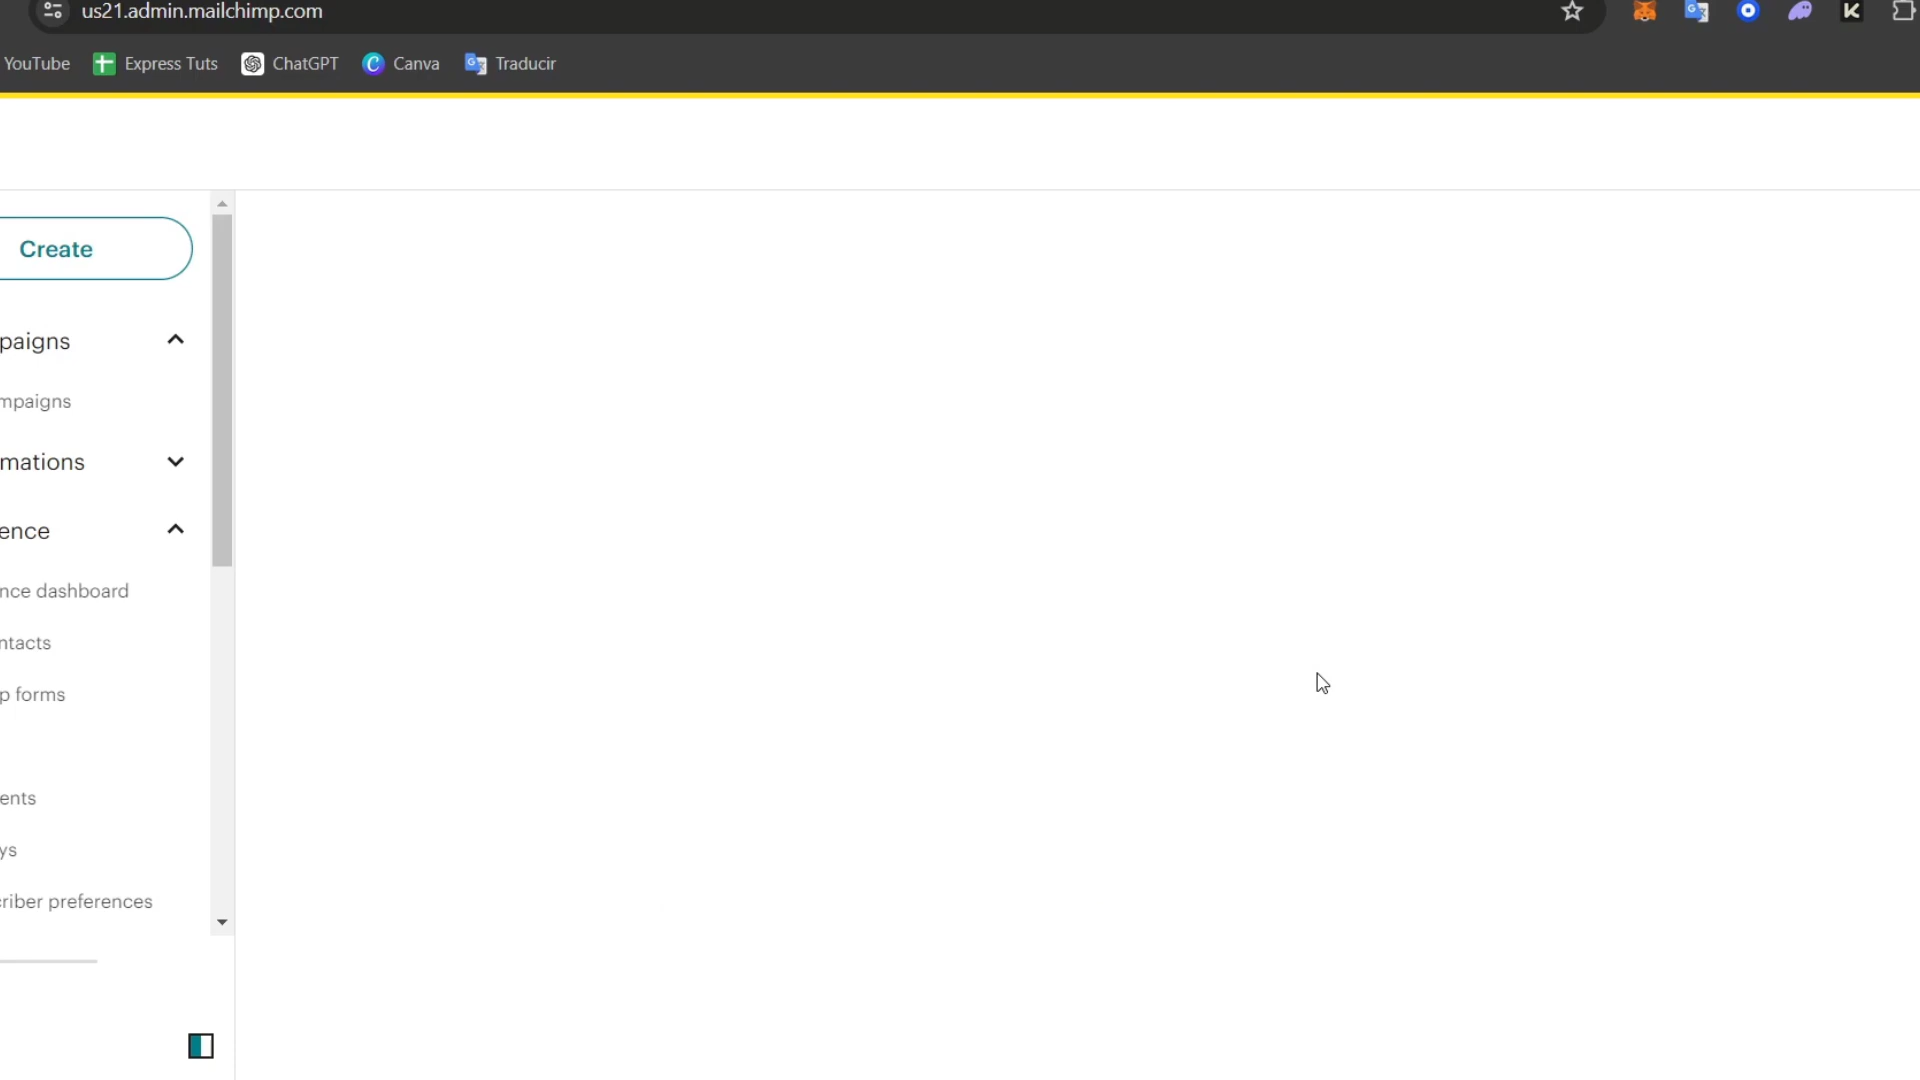 us21.admin.mailchimp.com
YouTube Express Tuts ChatGPT Canva Traducir
Create
paigns
mpaigns
mations
ence
nce dashboard
ntacts
p forms
ents
ys
riber preferences